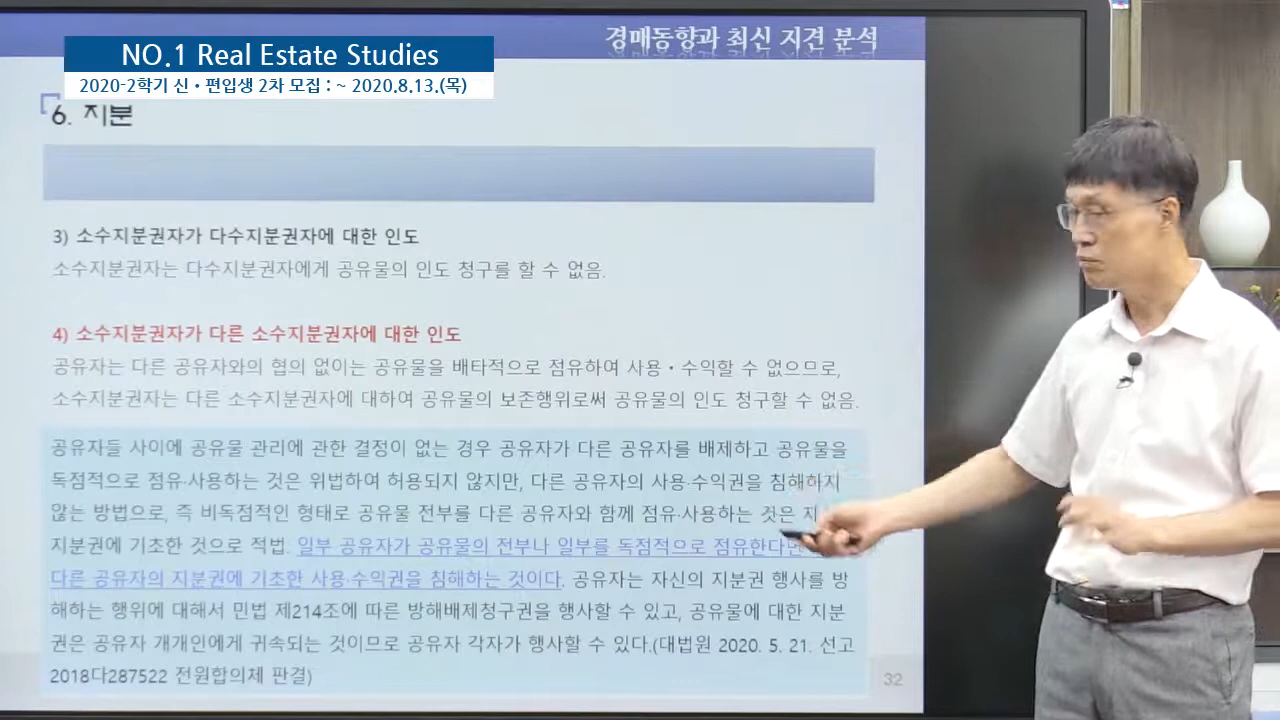 경매동향과 최신 지견 분석
NO.1 Real Estate Studies
2020-2학기 신・편입생 2차 모집 : ~ 2020.8.13.(목)
6. 지분
3) 소수지분권자가 다수지분권자에 대한 인도
소수지분권자는 다수지분권자에게 공유물의 인도 청구를 할 수 없음.
4) 소수지분권자가 다른 소수지분권자에 대한 인도
공유자는 다른 공유자와의 협의 없이는 공유물을 배타적으로 점유하여 사용・수익할 수 없으므로,
소수지분권자는 다른 소수지분권자에 대하여 공유물의 보존행위로써 공유물의 인도 청구할 수 없음.
공유자들 사이에 공유물 관리에 관한 결정이 없는 경우 공유자가 다른 공유자를 배제하고 공유물을
독점적으로 점유·사용하는 것은 위법하여 허용되지 않지만, 다른 공유자의 사용·수익권을 침해하지
않는 방법으로, 즉 비독점적인 형태로 공유물 전부를 다른 공유자와 함께 점유·사용하는 것은
지분권에 기초한 것으로 적법. 일부 공유자가 공유물의 전부나 일부를 독점적으로 점유한다면
다른 공유자의 지분권에 기초한 사용·수익권을 침해하는 것이다. 공유자는 자신의 지분권 행사를 방
해하는 행위에 대해서 민법 제214조에 따른 방해배제청구권을 행사할 수 있고, 공유물에 대한 지분
권은 공유자 개개인에게 귀속되는 것이므로 공유자 각자가 행사할 수 있다.(대법원 2020. 5. 21. 선고
2018다287522 전원합의체 판결)
32